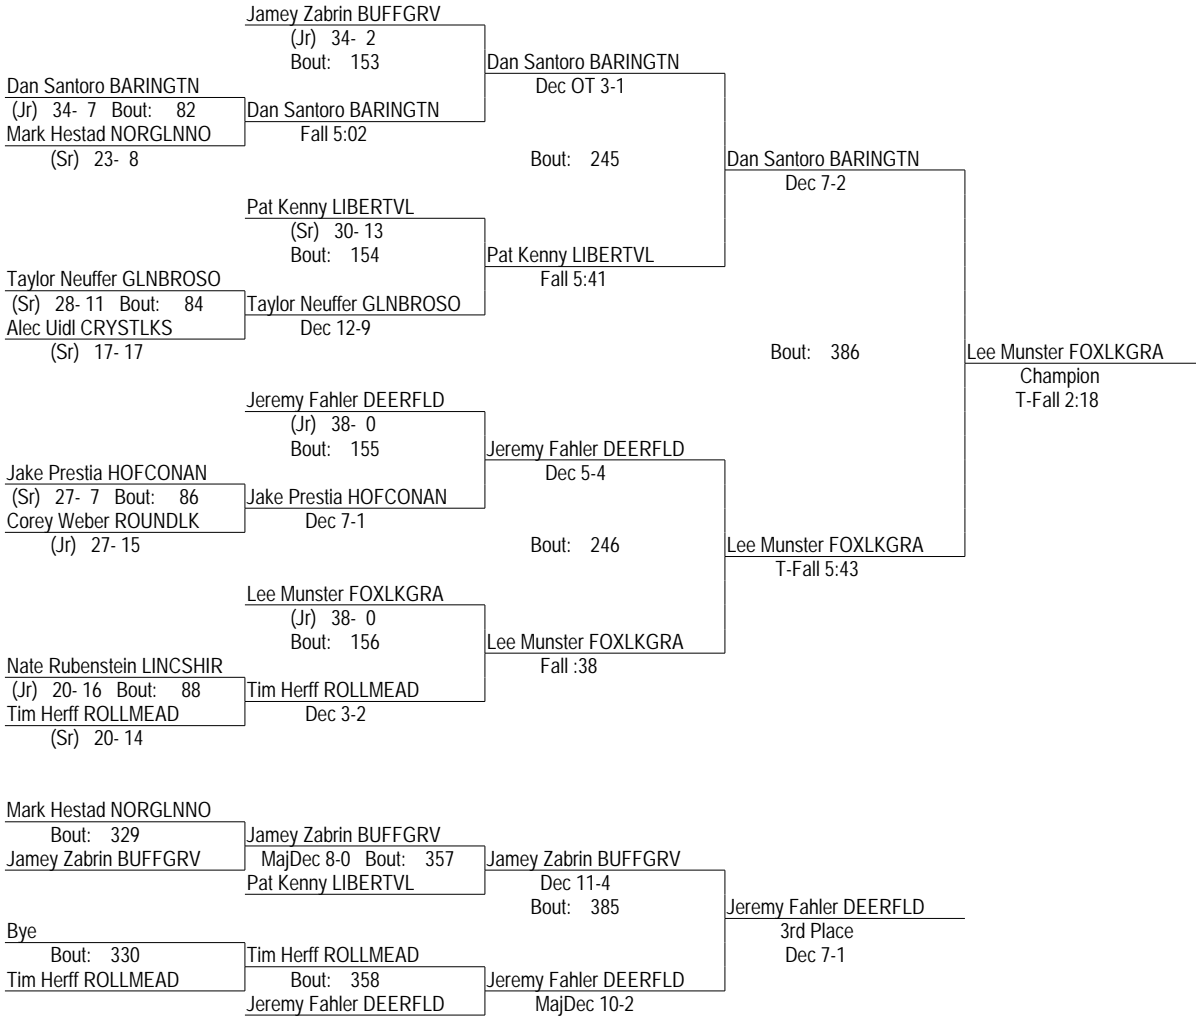 Jamey Zabrin BUFFGRV
(Jr) 34- 2
Bout: 153
Dan Santoro BARINGTN
Dec OT 3-1
Dan Santoro BARINGTN
(Jr) 34- 7 Bout: 82
Mark Hestad NORGLNNO
(Sr) 23- 8
Dan Santoro BARINGTN
Fall 5:02
Bout: 245
Dan Santoro BARINGTN
Dec 7-2
Pat Kenny LIBERTVL
(Sr) 30- 13
Bout: 154
Pat Kenny LIBERTVL
Fall 5:41
Taylor Neuffer GLNBROSO
(Sr) 28- 11 Bout: 84
Alec Uidl CRYSTLKS
(Sr) 17- 17
Taylor Neuffer GLNBROSO
Dec 12-9
Bout: 386
Lee Munster FOXLKGRA
Champion
T-Fall 2:18
Jeremy Fahler DEERFLD
(Jr) 38- 0
Bout: 155
Jeremy Fahler DEERFLD
Dec 5-4
Jake Prestia HOFCONAN
(Sr) 27- 7 Bout: 86
Corey Weber ROUNDLK
(Jr) 27- 15
Jake Prestia HOFCONAN
Dec 7-1
Bout: 246
Lee Munster FOXLKGRA
T-Fall 5:43
Lee Munster FOXLKGRA
(Jr) 38- 0
Bout: 156
Lee Munster FOXLKGRA
Fall :38
Nate Rubenstein LINCSHIR
(Jr) 20- 16 Bout: 88
Tim Herff ROLLMEAD
(Sr) 20- 14
Tim Herff ROLLMEAD
Dec 3-2
Mark Hestad NORGLNNO
Bout: 329
Jamey Zabrin BUFFGRV
Jamey Zabrin BUFFGRV
MajDec 8-0 Bout: 357
Pat Kenny LIBERTVL
Jamey Zabrin BUFFGRV
Dec 11-4
Bout: 385
Jeremy Fahler DEERFLD
3rd Place
Dec 7-1
Bye
Bout: 330
Tim Herff ROLLMEAD
Tim Herff ROLLMEAD
Bout: 358
Jeremy Fahler DEERFLD
Jeremy Fahler DEERFLD
MajDec 10-2